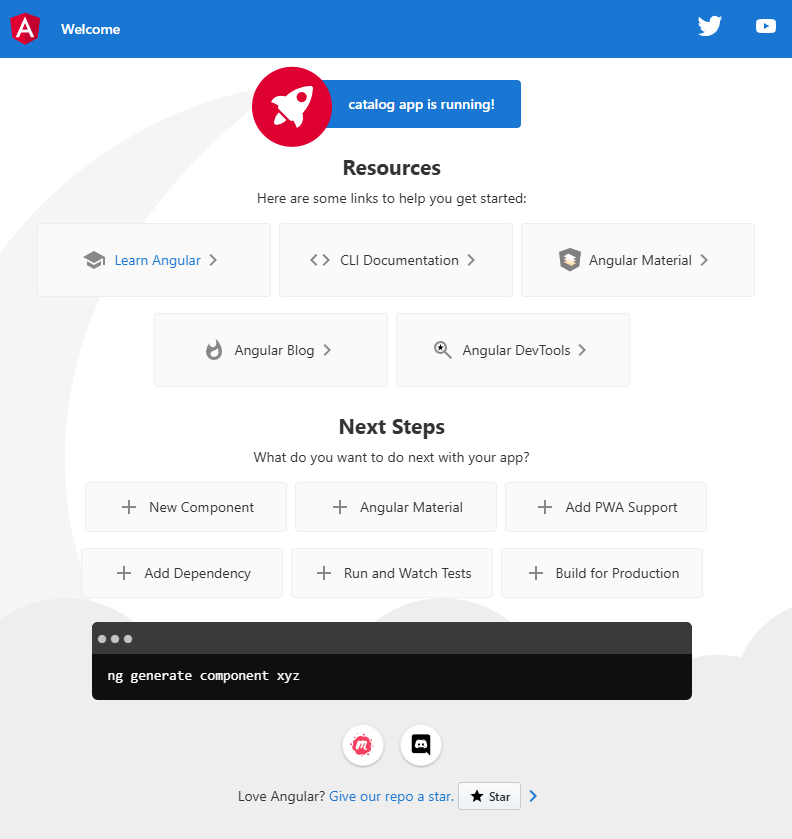 Welcome
catalog app is running!
Resources
Here are some links to help you get started:
Learn Angular
CLI Documentation
Angular Material
Angular Blog
Angular DevTools
Next Steps
What do you want to do next with your app?
New Component
Angular Material
Add PWA Support
Add Dependency
Run and Watch Tests
Build for Production
ng generate component xyz
Love Angular? Give our repo a star. Star